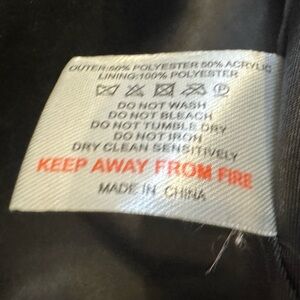 OUTER:50% POLYESTER 50% ACRYLIC
LINING:100% POLYESTER
DO NOT WASH
DO NOT BLEACH
DO NOT TUMBLE DRY
DO NOT IRON
DRY CLEAN SENSITIVELY
KEEP AWAY FROM FIRE
MADE IN CHINA